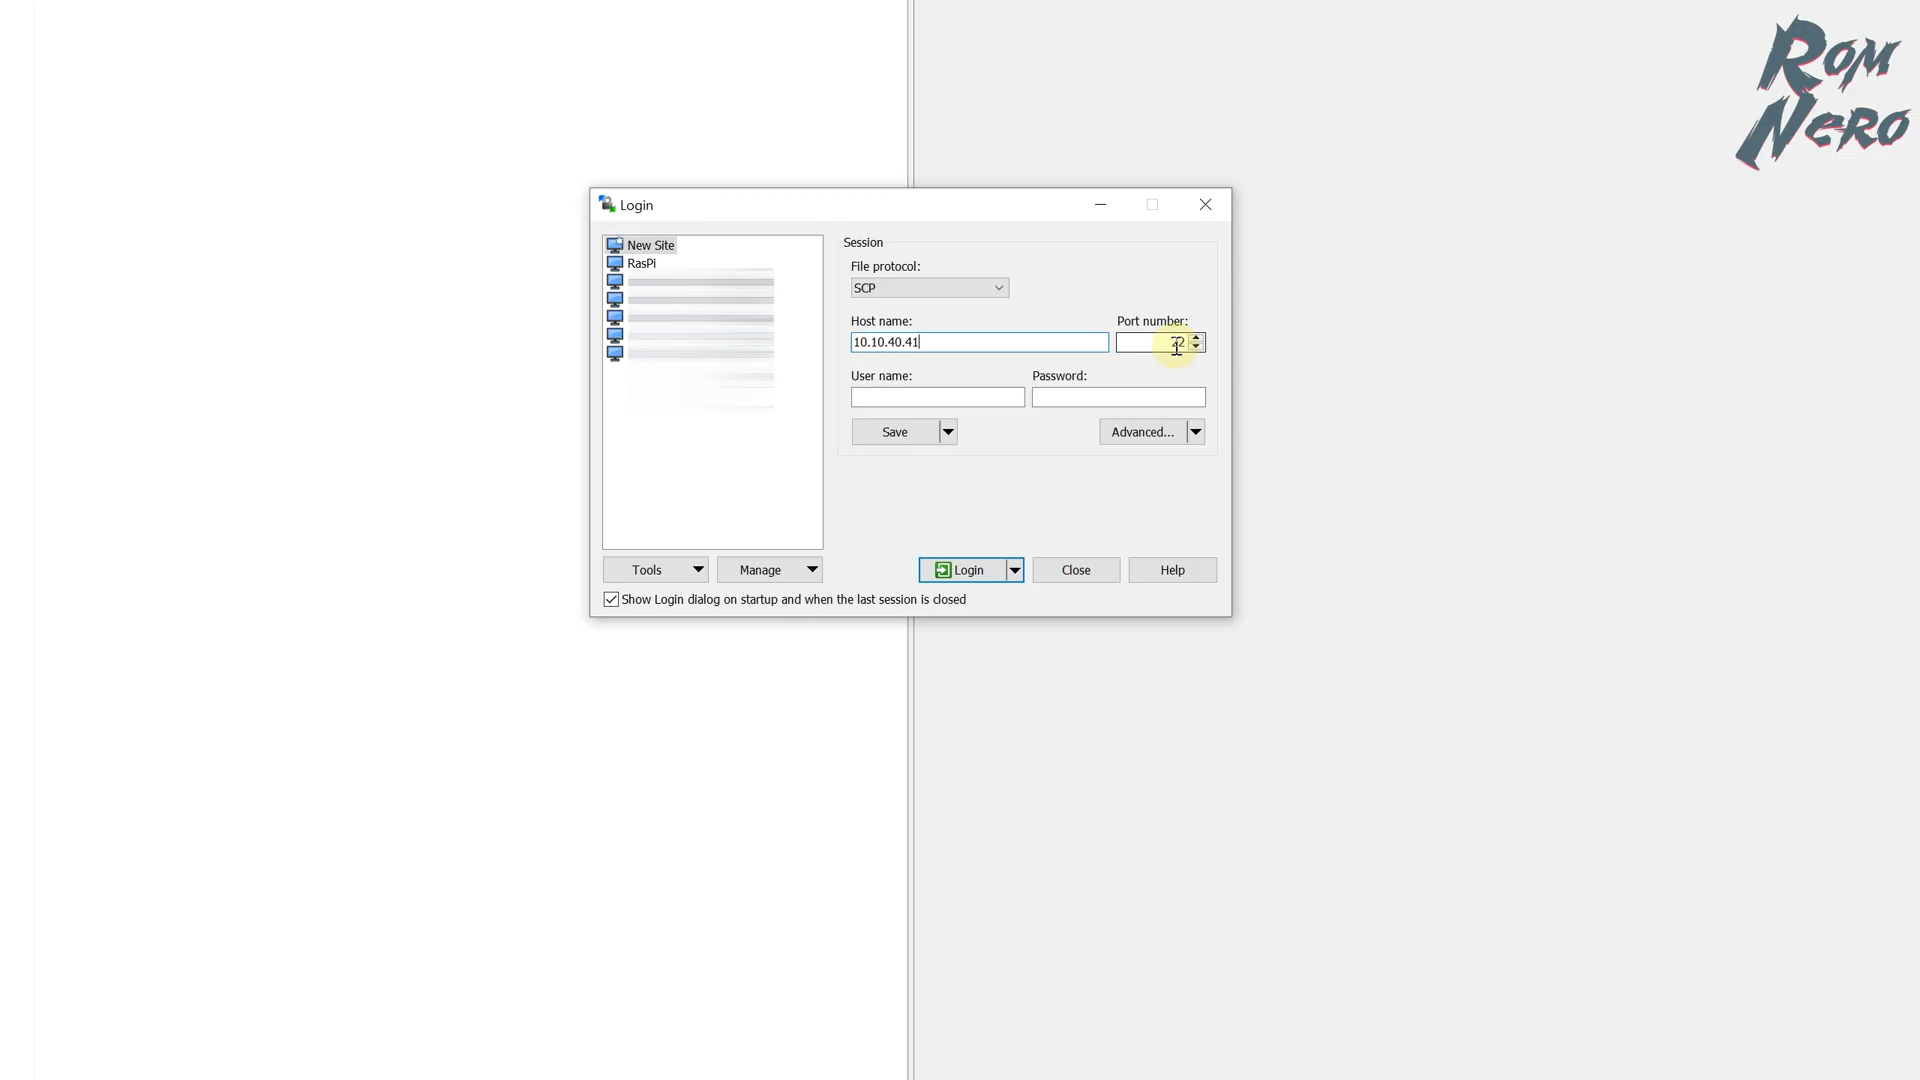 Rom
Nero
Login
New Site
RasPi
Session
File protocol:
SCP
Host name:
Port number:
10.10.40.41
22
User name:
Password:
Save
Advanced...
Tools
Manage
Login
Close
Help
Show Login dialog on startup and when the last session is closed